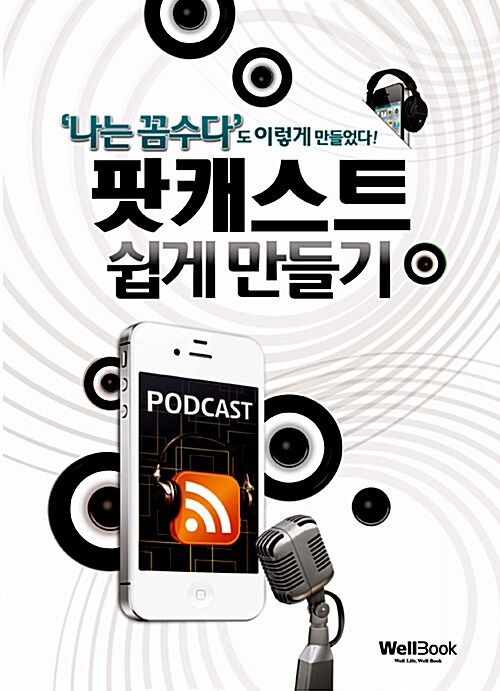 ‘나는 꼼수다’도 이렇게 만들었다!
팟캐스트
쉽게 만들기
PODCAST
WellBook
Well Life, Well Book